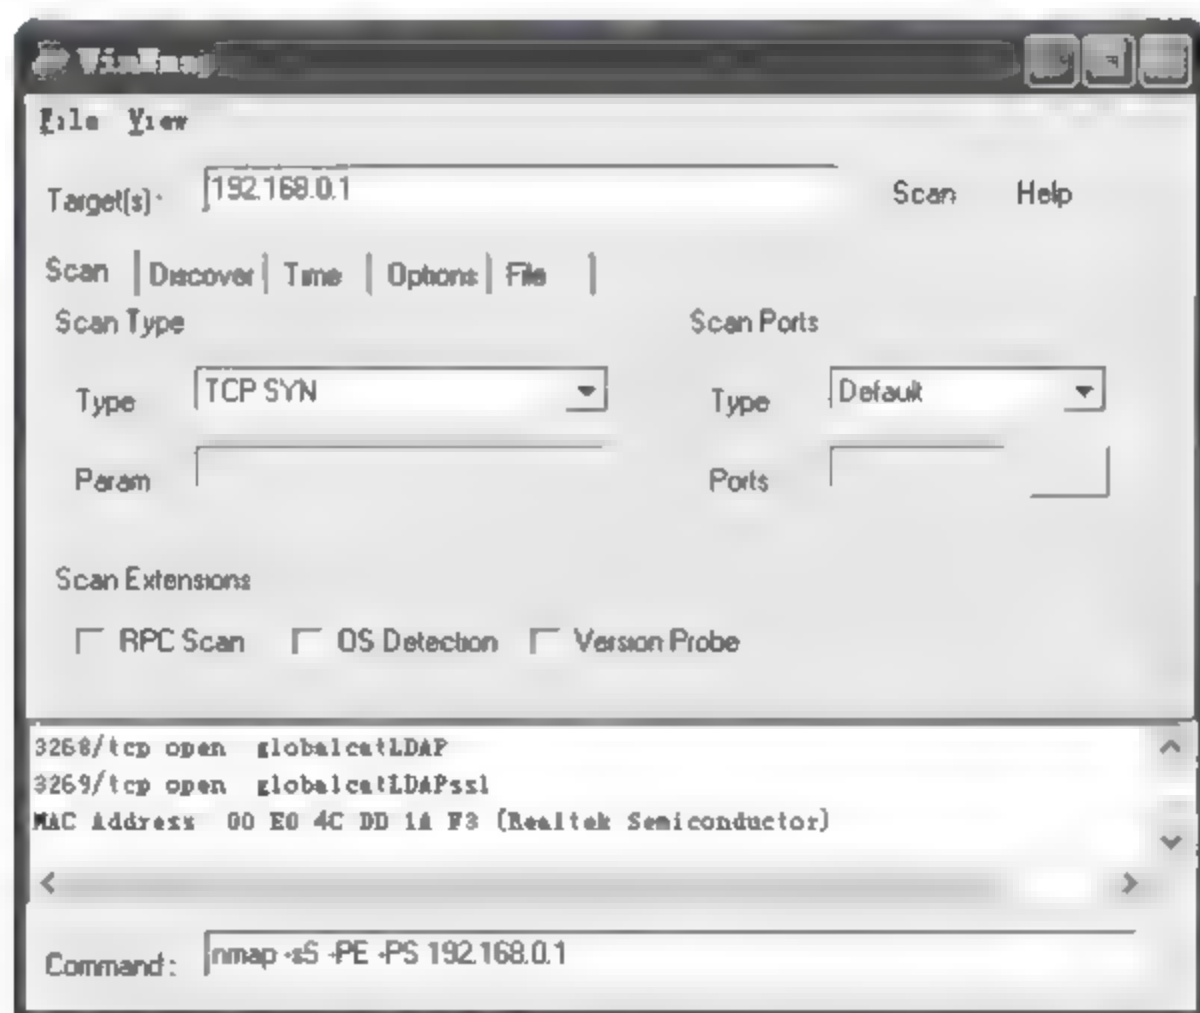 WinNmap
File View
Target(s): 192.168.0.1 Scan Help
Scan Discover Time Options File
Scan Type Scan Ports
Type TCP SYN Type Default
Param Ports
Scan Extensions
RPC Scan OS Detection Version Probe
3268/tcp open globalcatLDAP
3269/tcp open globalcatLDAPssl
MAC Address 00 E0 4C DD 1A F3 (Realtek Semiconductor)
Command: nmap -sS -PE -PS 192.168.0.1